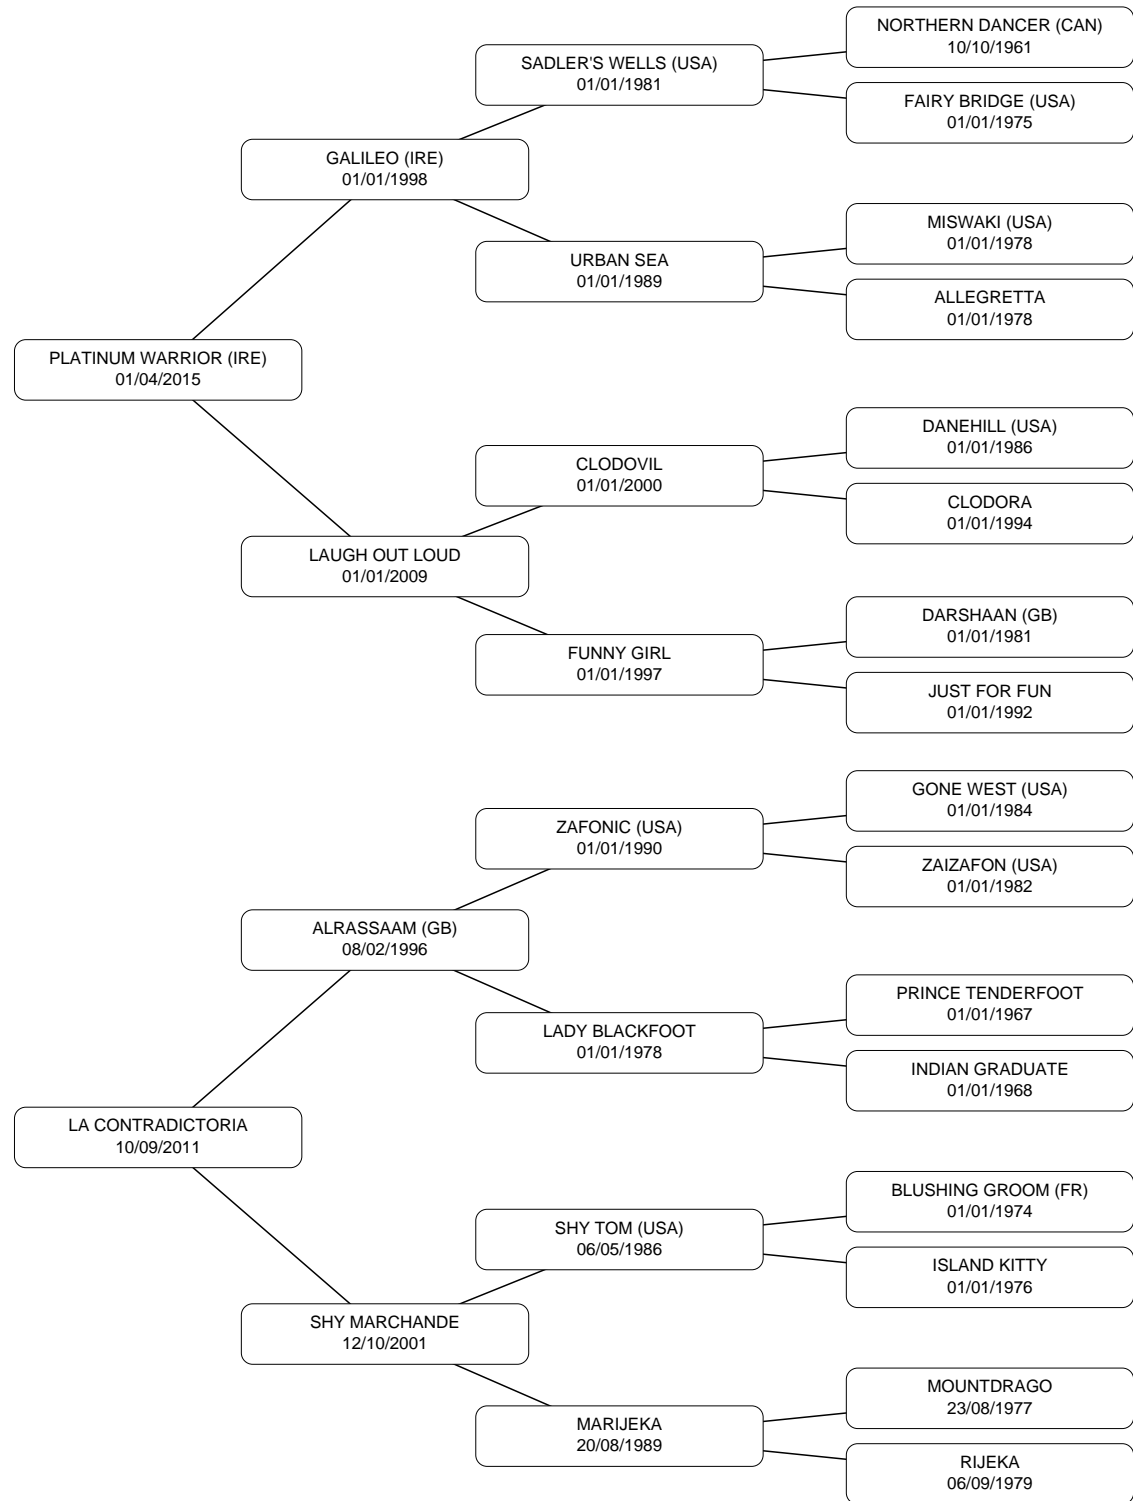 NORTHERN DANCER (CAN)
10/10/1961
SADLER'S WELLS (USA)
01/01/1981
FAIRY BRIDGE (USA)
01/01/1975
GALILEO (IRE)
01/01/1998
MISWAKI (USA)
01/01/1978
URBAN SEA
01/01/1989
ALLEGRETTA
01/01/1978
PLATINUM WARRIOR (IRE)
01/04/2015
DANEHILL (USA)
01/01/1986
CLODOVIL
01/01/2000
CLODORA
01/01/1994
LAUGH OUT LOUD
01/01/2009
DARSHAAN (GB)
01/01/1981
FUNNY GIRL
01/01/1997
JUST FOR FUN
01/01/1992
GONE WEST (USA)
01/01/1984
ZAFONIC (USA)
01/01/1990
ZAIZAFON (USA)
01/01/1982
ALRASSAAM (GB)
08/02/1996
PRINCE TENDERFOOT
01/01/1967
LADY BLACKFOOT
01/01/1978
INDIAN GRADUATE
01/01/1968
LA CONTRADICTORIA
10/09/2011
BLUSHING GROOM (FR)
01/01/1974
SHY TOM (USA)
06/05/1986
ISLAND KITTY
01/01/1976
SHY MARCHANDE
12/10/2001
MOUNTDRAGO
23/08/1977
MARIJEKA
20/08/1989
RIJEKA
06/09/1979